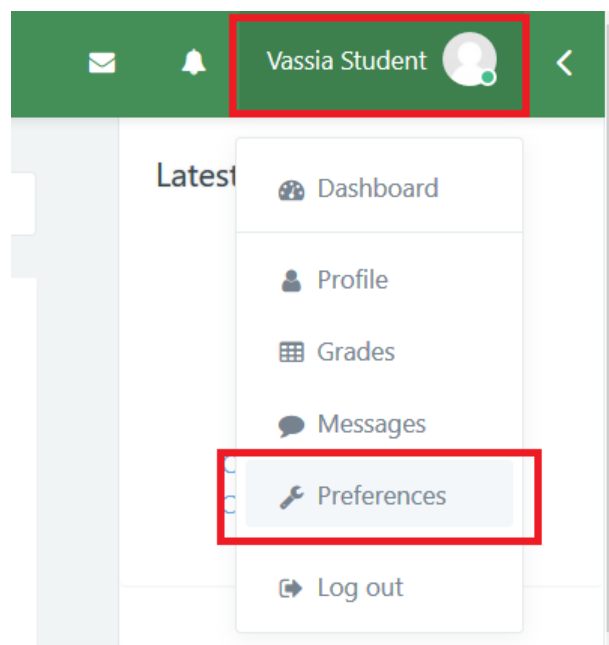 Vassia Student
Latest
Dashboard
Profile
Grades
Messages
Preferences
Log out